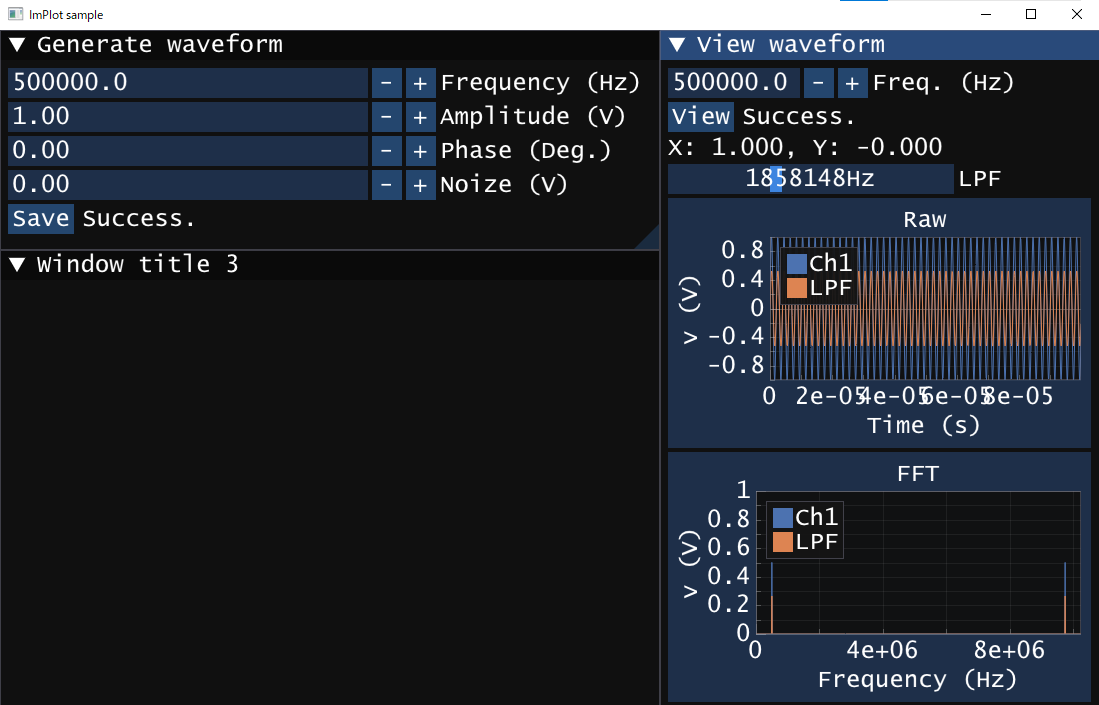 ImPlot sample
Generate waveform
500000.0 - + Frequency (Hz)
1.00 - + Amplitude (V)
0.00 - + Phase (Deg.)
0.00 - + Noize (V)
Save Success.
Window title 3
View waveform
500000.0 - + Freq. (Hz)
View Success.
X: 1.000, Y: -0.000
1858148Hz LPF
Raw
0.8
0.4
0
-0.4
-0.8
v (V)
Ch1
LPF
0 2e-05 4e-05 6e-05 8e-05
Time (s)
FFT
1
0.8
0.6
0.4
0.2
0
v (V)
Ch1
LPF
0 4e+06 8e+06
Frequency (Hz)